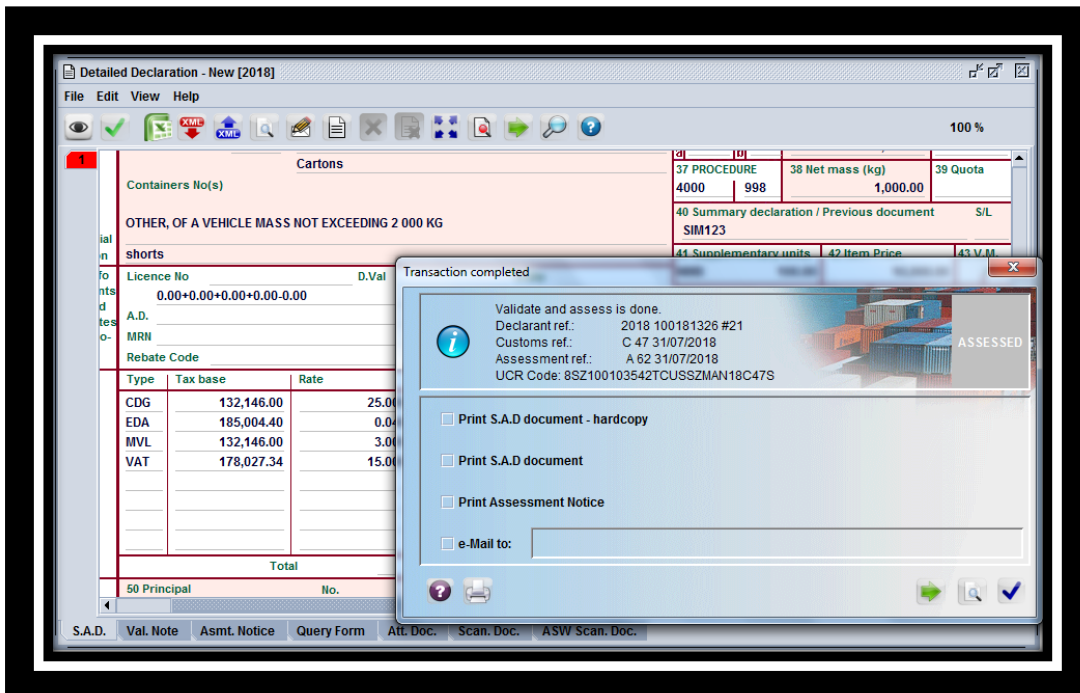 Detailed Declaration - New [2018]
File Edit View Help
XML XML 100 %
1
Cartons
a b
37 PROCEDURE 38 Net mass (kg) 39 Quota
Containers No(s)
4000 998 1,000.00
40 Summary declaration / Previous document S/L
OTHER, OF A VEHICLE MASS NOT EXCEEDING 2 000 KG
SIM123
ial
on shorts
41 Supplementary units 42 Item Price 43 V.M.
fo Licence No D.Val
nts 0.00+0.00+0.00+0.00-0.00
d
tes A.D.
o- MRN
Rebate Code
Type Tax base Rate
CDG 132,146.00 25.00
EDA 185,004.40 0.04
MVL 132,146.00 3.00
VAT 178,027.34 15.00
Total
50 Principal No.
S.A.D. Val. Note Asmt. Notice Query Form Att. Doc. Scan. Doc. ASW Scan. Doc.
Transaction completed
Validate and assess is done.
Declarant ref.: 2018 100181326 #21
Customs ref.: C 47 31/07/2018
Assessment ref.: A 62 31/07/2018
UCR Code: 8SZ100103542TCUSSZMAN18C47S
ASSESSED
Print S.A.D document - hardcopy
Print S.A.D document
Print Assessment Notice
e-Mail to: